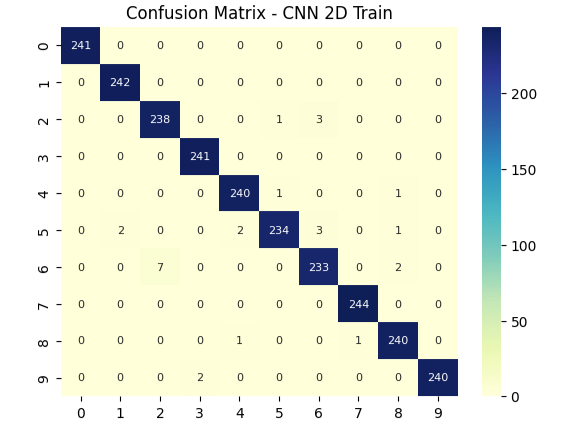 Confusion Matrix - CNN 2D Train
0 241 0 0 0 0 0 0 0 0 0
1 0 242 0 0 0 0 0 0 0 0
2 0 0 238 0 0 1 3 0 0 0
3 0 0 0 241 0 0 0 0 0 0
4 0 0 0 0 240 1 0 0 1 0
5 0 2 0 0 2 234 3 0 1 0
6 0 0 7 0 0 0 233 0 2 0
7 0 0 0 0 0 0 0 244 0 0
8 0 0 0 0 1 0 0 1 240 0
9 0 0 0 2 0 0 0 0 0 240
0 1 2 3 4 5 6 7 8 9
200
150
100
50
0